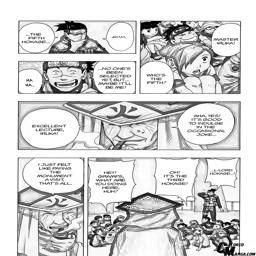 MASTER
IRUKA!
UMM...
...THE
FIFTH
HOKAGE.
WHO'S
THE
FIFTH?
...NO ONE'S
BEEN
SELECTED
YET, BUT
MAYBE IT'LL
BE ME!
HA
HA
AHA, YES!
IT'S GOOD
TO INDULGE
IN THE
OCCASIONAL
JOKE...
EXCELLENT
LECTURE,
IRUKA!
L-LORD
HOKAGE!
OH!
IT'S THE
THIRD
HOKAGE!
HEY!
GRAMPS,
WHAT ARE
YOU DOING
HERE,
HUH?
I JUST FELT
LIKE PAYING
THE
MONUMENT
A VISIT,
THAT'S ALL.